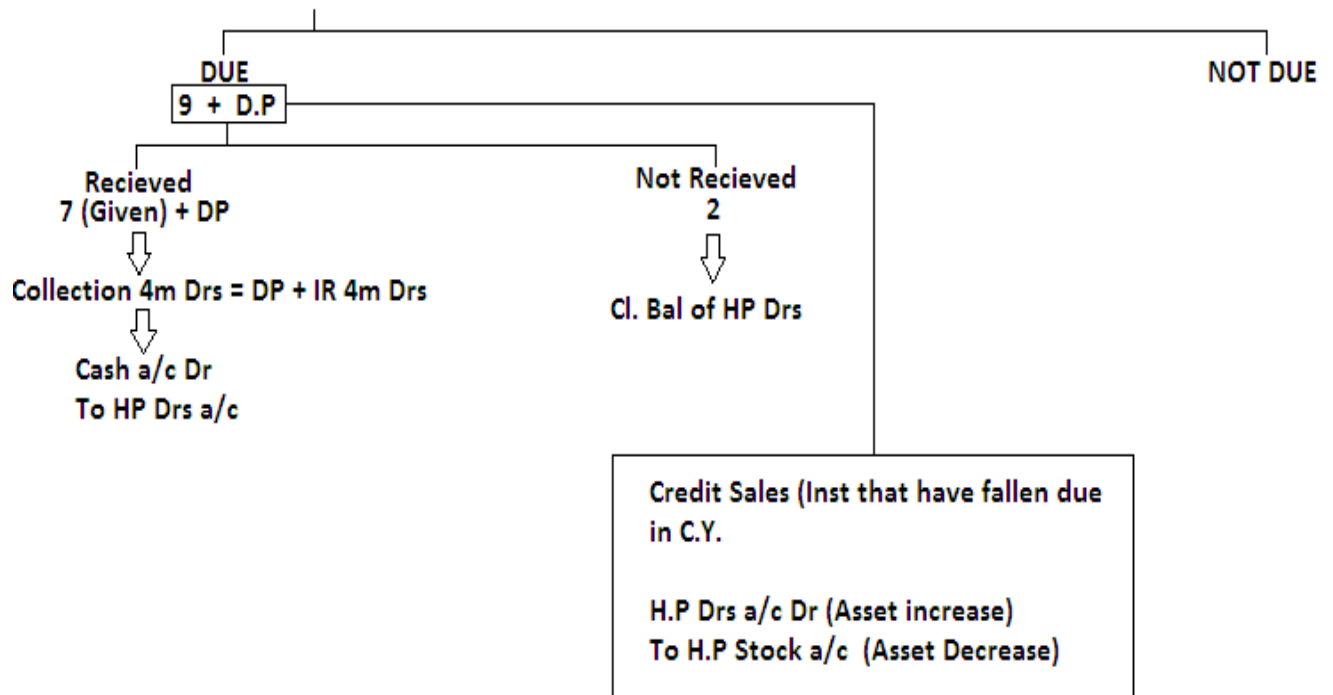 DUE
NOT DUE
9 + D.P
Recieved
7 (Given) + DP
Not Recieved
2
Collection 4m Drs = DP + IR 4m Drs
Cl. Bal of HP Drs
Cash a/c Dr
To HP Drs a/c
Credit Sales (Inst that have fallen due
in C.Y.
H.P Drs a/c Dr (Asset increase)
To H.P Stock a/c (Asset Decrease)